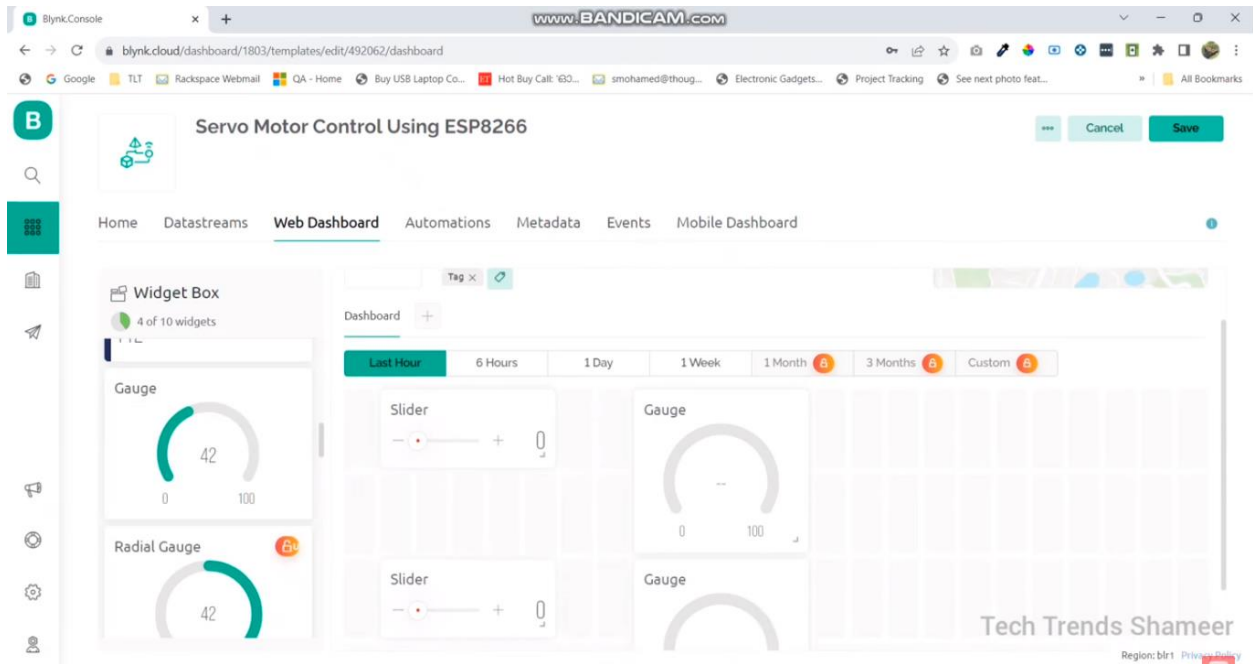 Blynk.Console
www.BANDICAM.com
blynk.cloud/dashboard/1803/templates/edit/492062/dashboard
Google TLT Rackspace Webmail QA - Home Buy USB Laptop Co... Hot Buy Call: smohamed@thoug... Electronic Gadgets... Project Tracking See next photo feat... » All Bookmarks
B
Servo Motor Control Using ESP8266
Cancel Save
Home Datastreams Web Dashboard Automations Metadata Events Mobile Dashboard
Tag
Widget Box
4 of 10 widgets
Dashboard
Last Hour 6 Hours 1 Day 1 Week 1 Month 3 Months Custom
Gauge
42
0 100
Radial Gauge
42
Slider
0
Gauge
--
0 100
Slider
0
Gauge
Tech Trends Shameer
Region: blr1 Privacy Policy